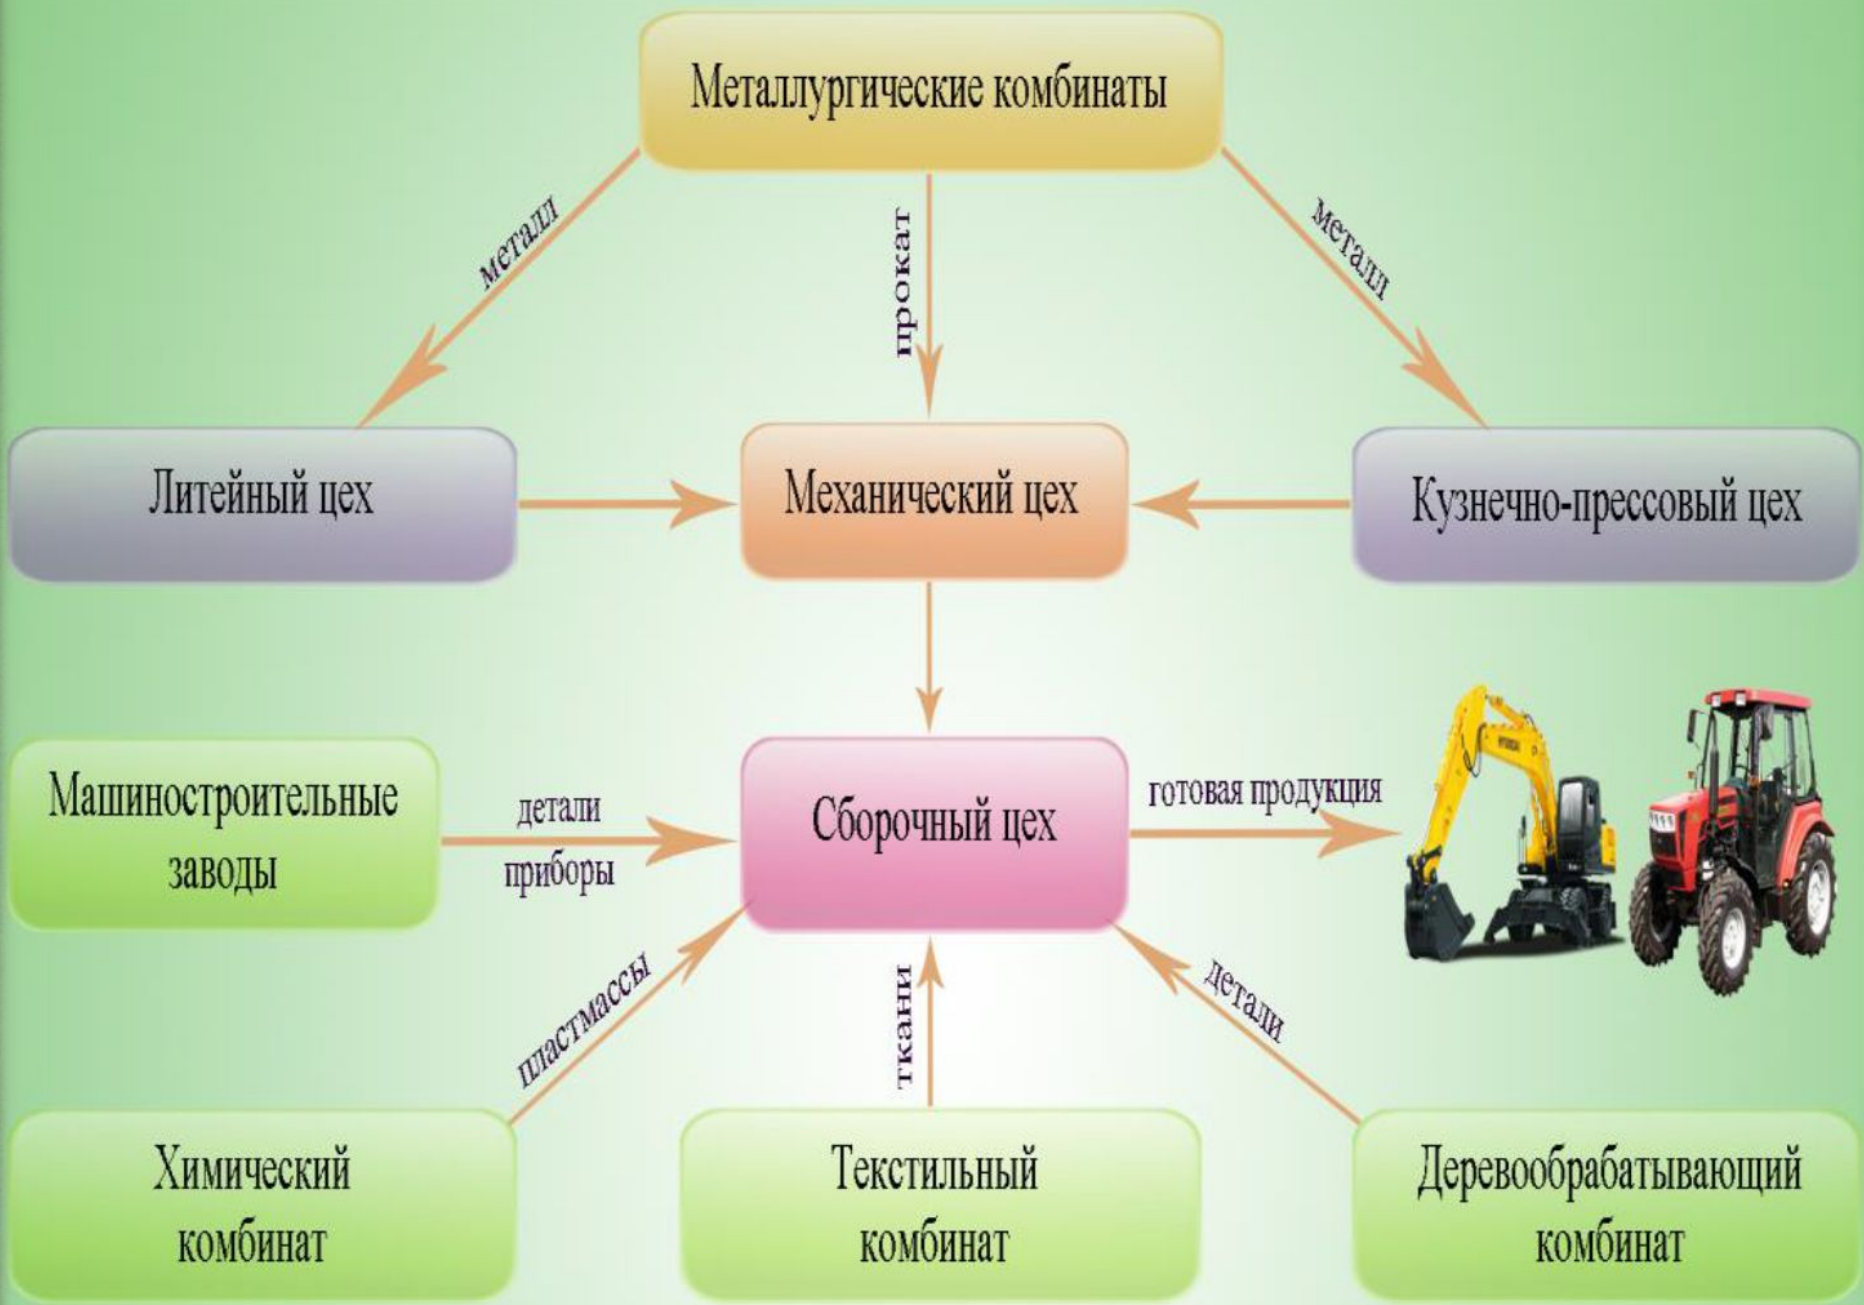 Металлургические комбинаты
металл
прокат
металл
Литейный цех
Механический цех
Кузнечно-прессовый цех
Машиностроительные
заводы
детали
приборы
Сборочный цех
готовая продукция
пластмассы
ткани
детали
Химический
комбинат
Текстильный
комбинат
Деревообрабатывающий
комбинат